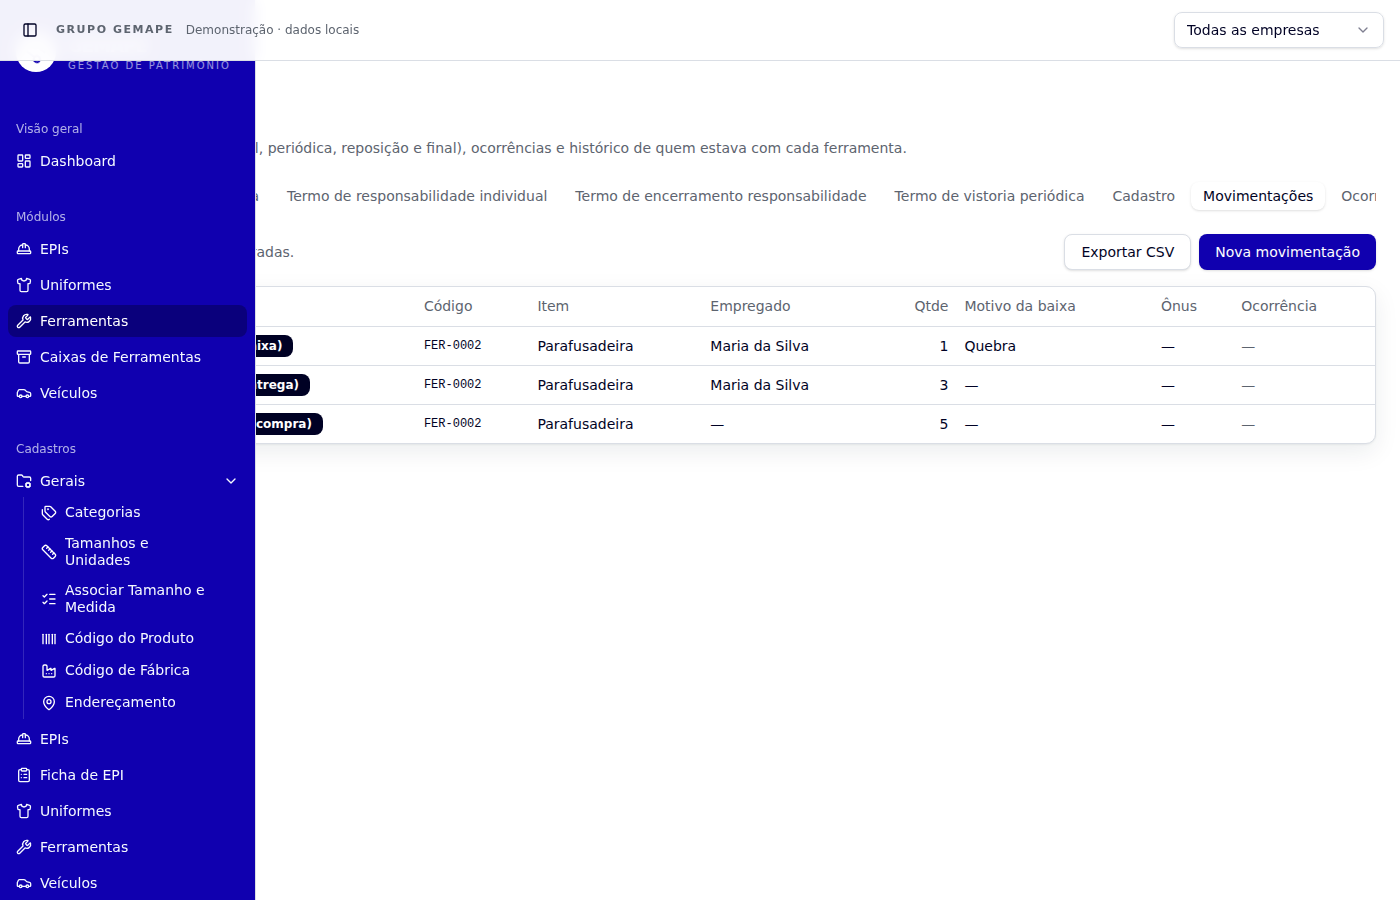 GRUPO GEMAPE Demonstração · dados locais Todas as empresas
GESTÃO DE PATRIMÔNIO
Visão geral
Dashboard
Módulos
EPIs
Uniformes
Ferramentas
Caixas de Ferramentas
Veículos
Cadastros
Gerais
Categorias
Tamanhos e
Unidades
Associar Tamanho e
Medida
Código do Produto
Código de Fábrica
Endereçamento
EPIs
Ficha de EPI
Uniformes
Ferramentas
Veículos
l, periódica, reposição e final), ocorrências e histórico de quem estava com cada ferramenta.
a Termo de responsabilidade individual Termo de encerramento responsabilidade Termo de vistoria periódica Cadastro Movimentações Ocorr
adas. Exportar CSV Nova movimentação
Código Item Empregado Qtde Motivo da baixa Ônus Ocorrência
ixa) FER-0002 Parafusadeira Maria da Silva 1 Quebra — —
trega) FER-0002 Parafusadeira Maria da Silva 3 — — —
compra) FER-0002 Parafusadeira — 5 — — —